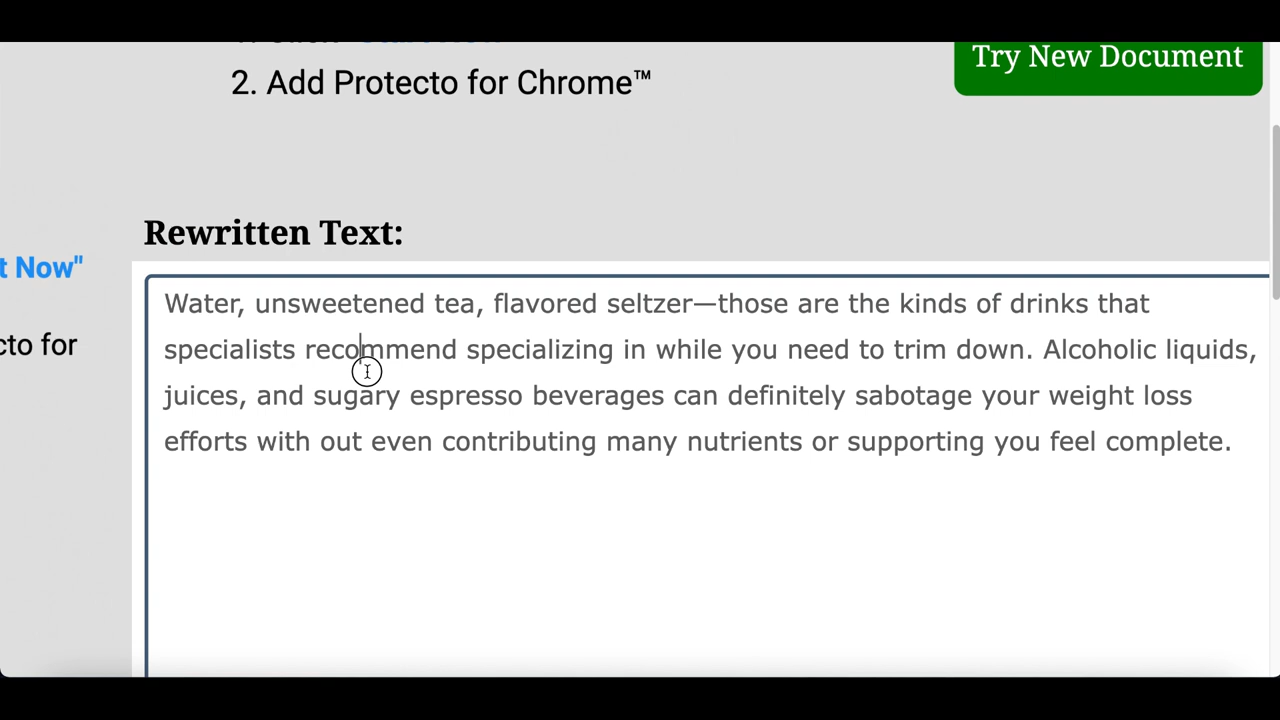 2. Add Protecto for Chrome™
Try New Document
Rewritten Text:
t Now"
cto for
Water, unsweetened tea, flavored seltzer—those are the kinds of drinks that
specialists recommend specializing in while you need to trim down. Alcoholic liquids,
juices, and sugary espresso beverages can definitely sabotage your weight loss
efforts with out even contributing many nutrients or supporting you feel complete.